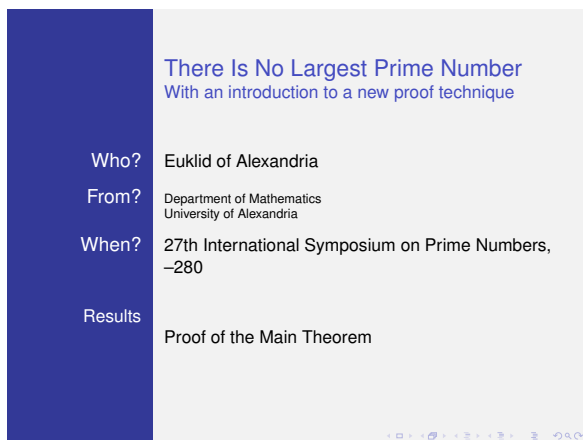 There Is No Largest Prime Number
With an introduction to a new proof technique
Who? Euklid of Alexandria
From? Department of Mathematics
University of Alexandria
When? 27th International Symposium on Prime Numbers,
–280
Results
Proof of the Main Theorem